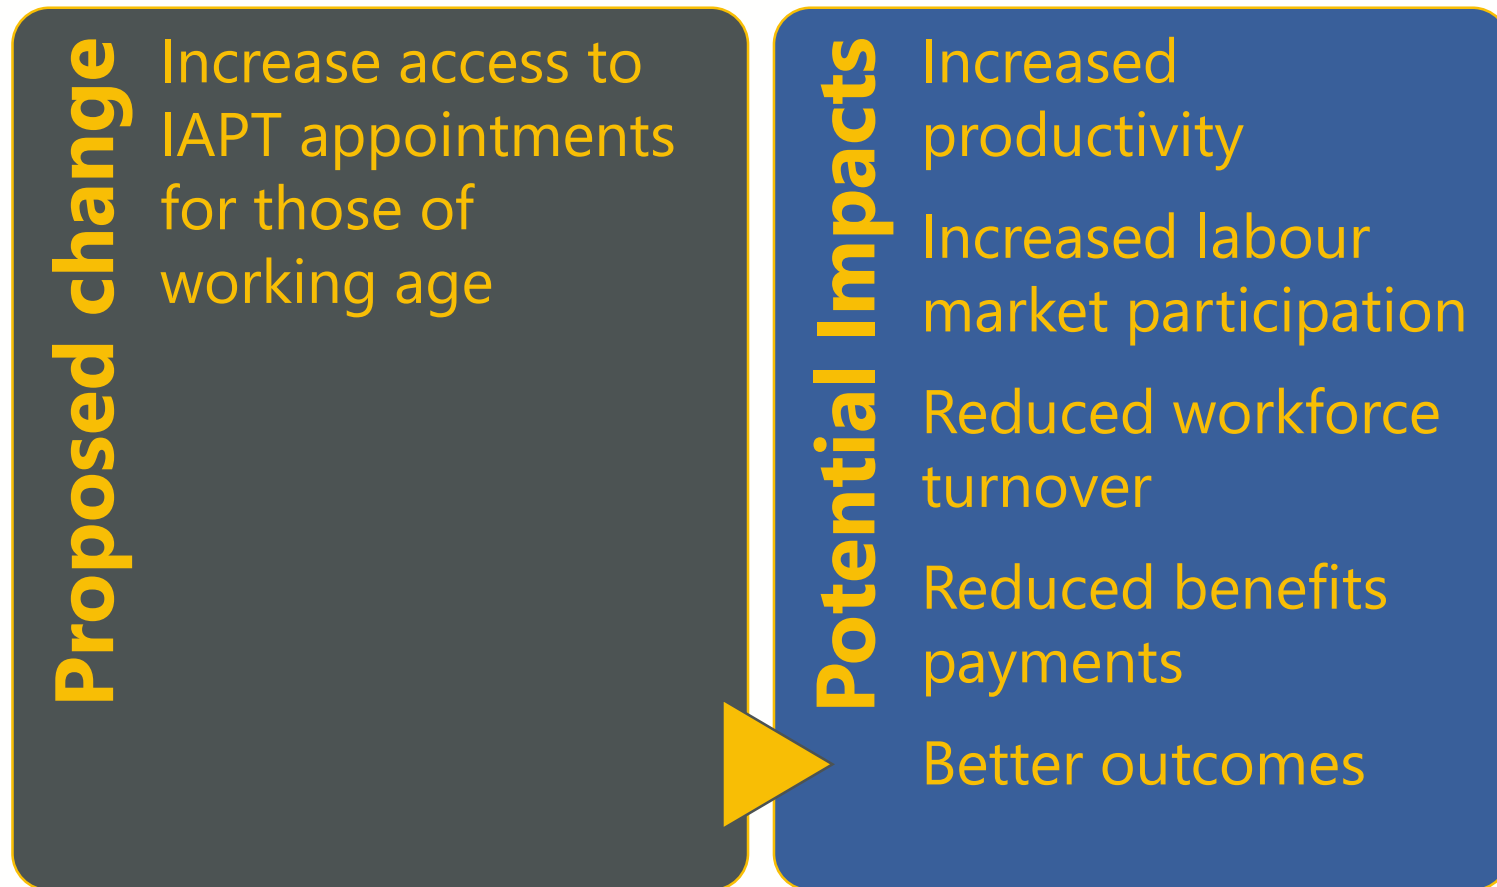 Proposed change
Increase access to
IAPT appointments
for those of
working age
Potential Impacts
Increased
productivity
Increased labour
market participation
Reduced workforce
turnover
Reduced benefits
payments
Better outcomes